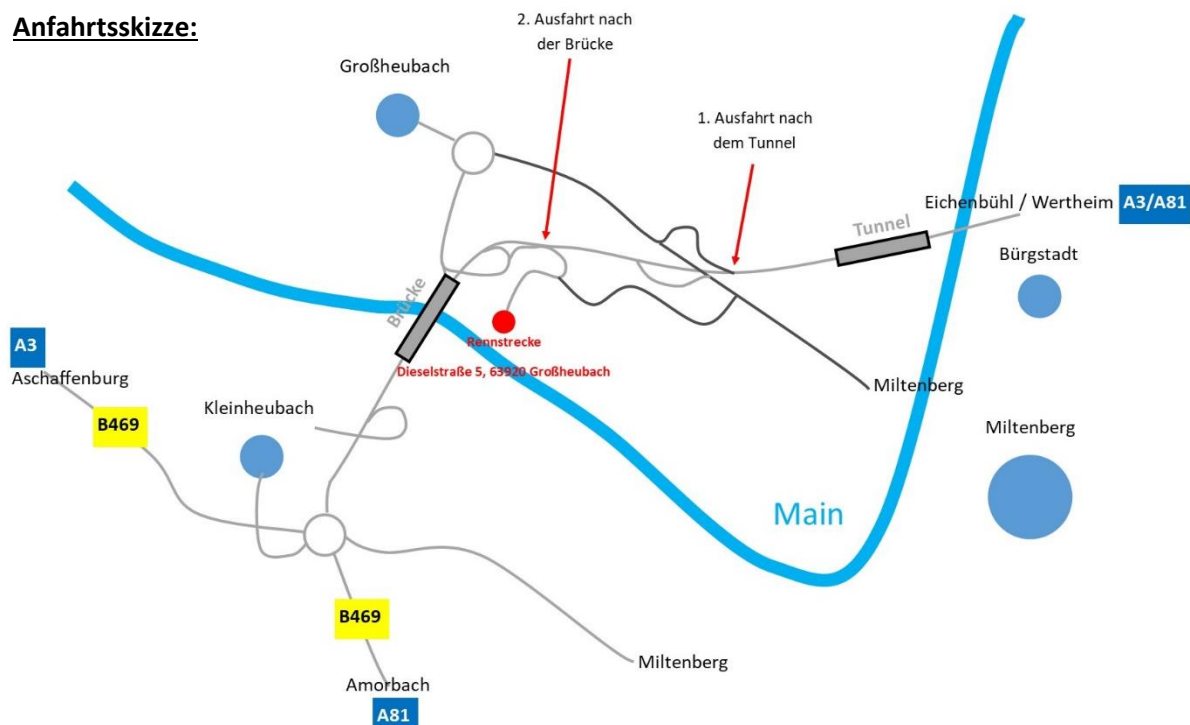 Anfahrtsskizze:
2. Ausfahrt nach
der Brücke
Großheubach
1. Ausfahrt nach
dem Tunnel
Eichenbühl / Wertheim
A3/A81
Tunnel
Bürgstadt
Brücke
Rennstrecke
Dieselstraße 5, 63920 Großheubach
A3
Aschaffenburg
Miltenberg
Kleinheubach
B469
Miltenberg
Main
B469
Miltenberg
Amorbach
A81